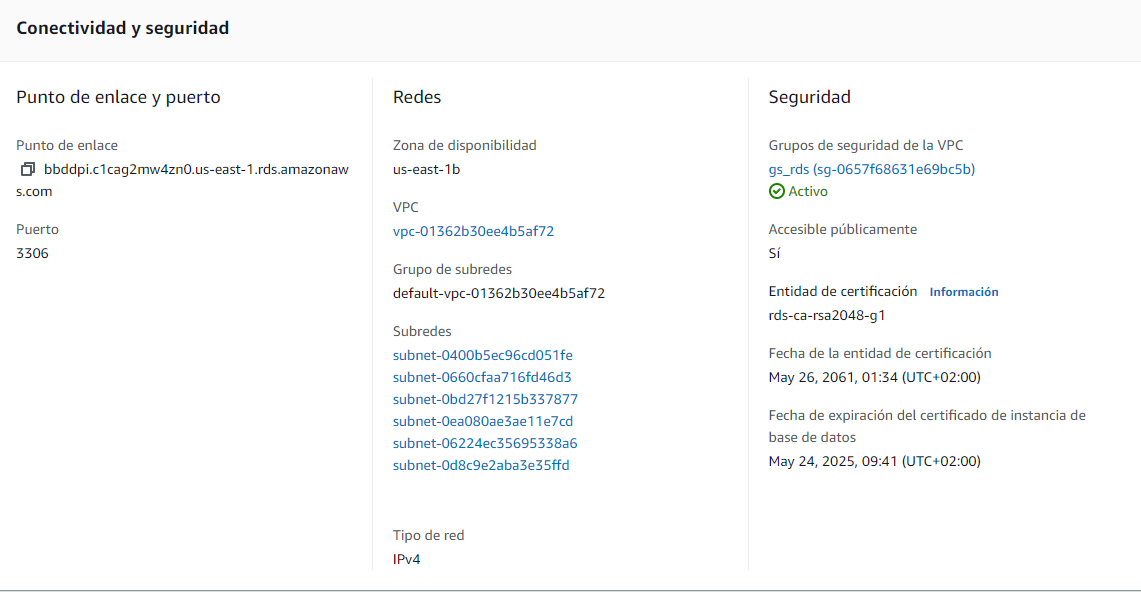 Conectividad y seguridad
Punto de enlace y puerto
Punto de enlace
bbddpi.c1cag2mw4zn0.us-east-1.rds.amazonaw
s.com
Puerto
3306
Redes
Zona de disponibilidad
us-east-1b
VPC
vpc-01362b30ee4b5af72
Grupo de subredes
default-vpc-01362b30ee4b5af72
Subredes
subnet-0400b5ec96cd051fe
subnet-0660cfaa716fd46d3
subnet-0bd27f1215b337877
subnet-0ea080ae3ae11e7cd
subnet-06224ec35695338a6
subnet-0d8c9e2aba3e35ffd
Tipo de red
IPv4
Seguridad
Grupos de seguridad de la VPC
gs_rds (sg-0657f68631e69bc5b)
Activo
Accesible públicamente
Sí
Entidad de certificación Información
rds-ca-rsa2048-g1
Fecha de la entidad de certificación
May 26, 2061, 01:34 (UTC+02:00)
Fecha de expiración del certificado de instancia de
base de datos
May 24, 2025, 09:41 (UTC+02:00)